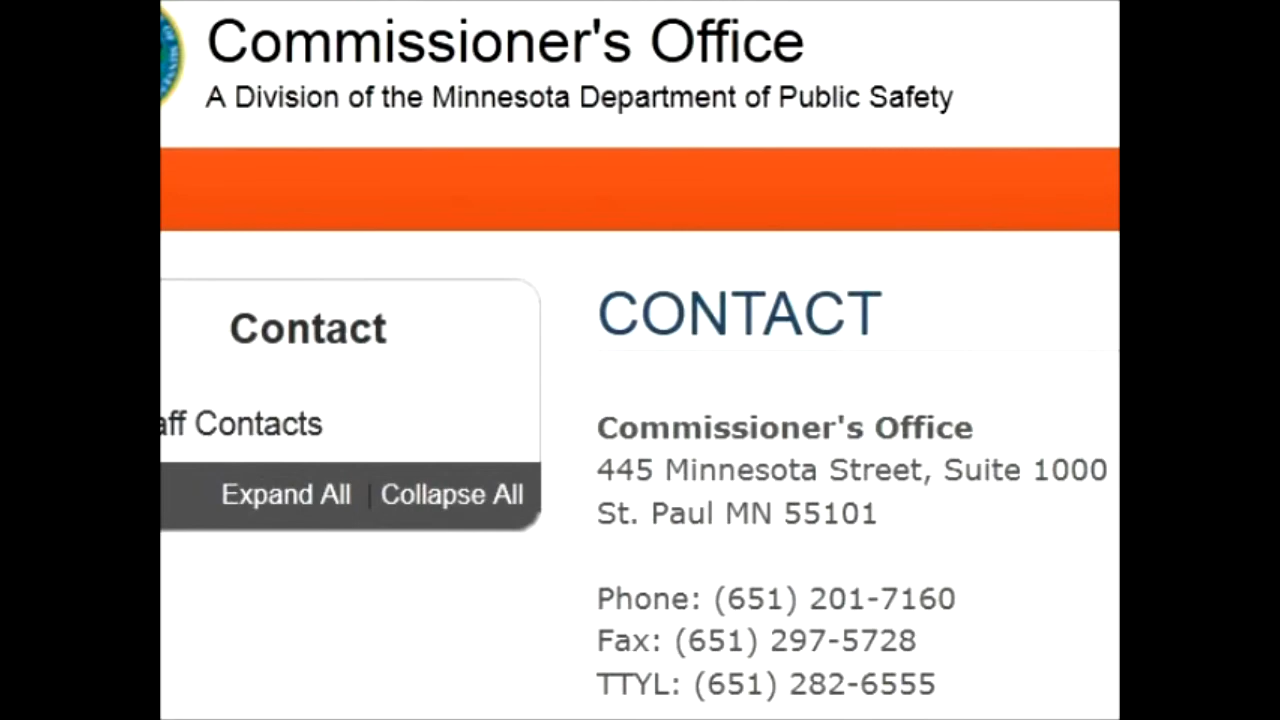 Commissioner's Office
A Division of the Minnesota Department of Public Safety
Contact
Contacts
Expand All | Collapse All
CONTACT
Commissioner's Office
445 Minnesota Street, Suite 1000
St. Paul MN 55101
Phone: (651) 201-7160
Fax: (651) 297-5728
TTYL: (651) 282-6555